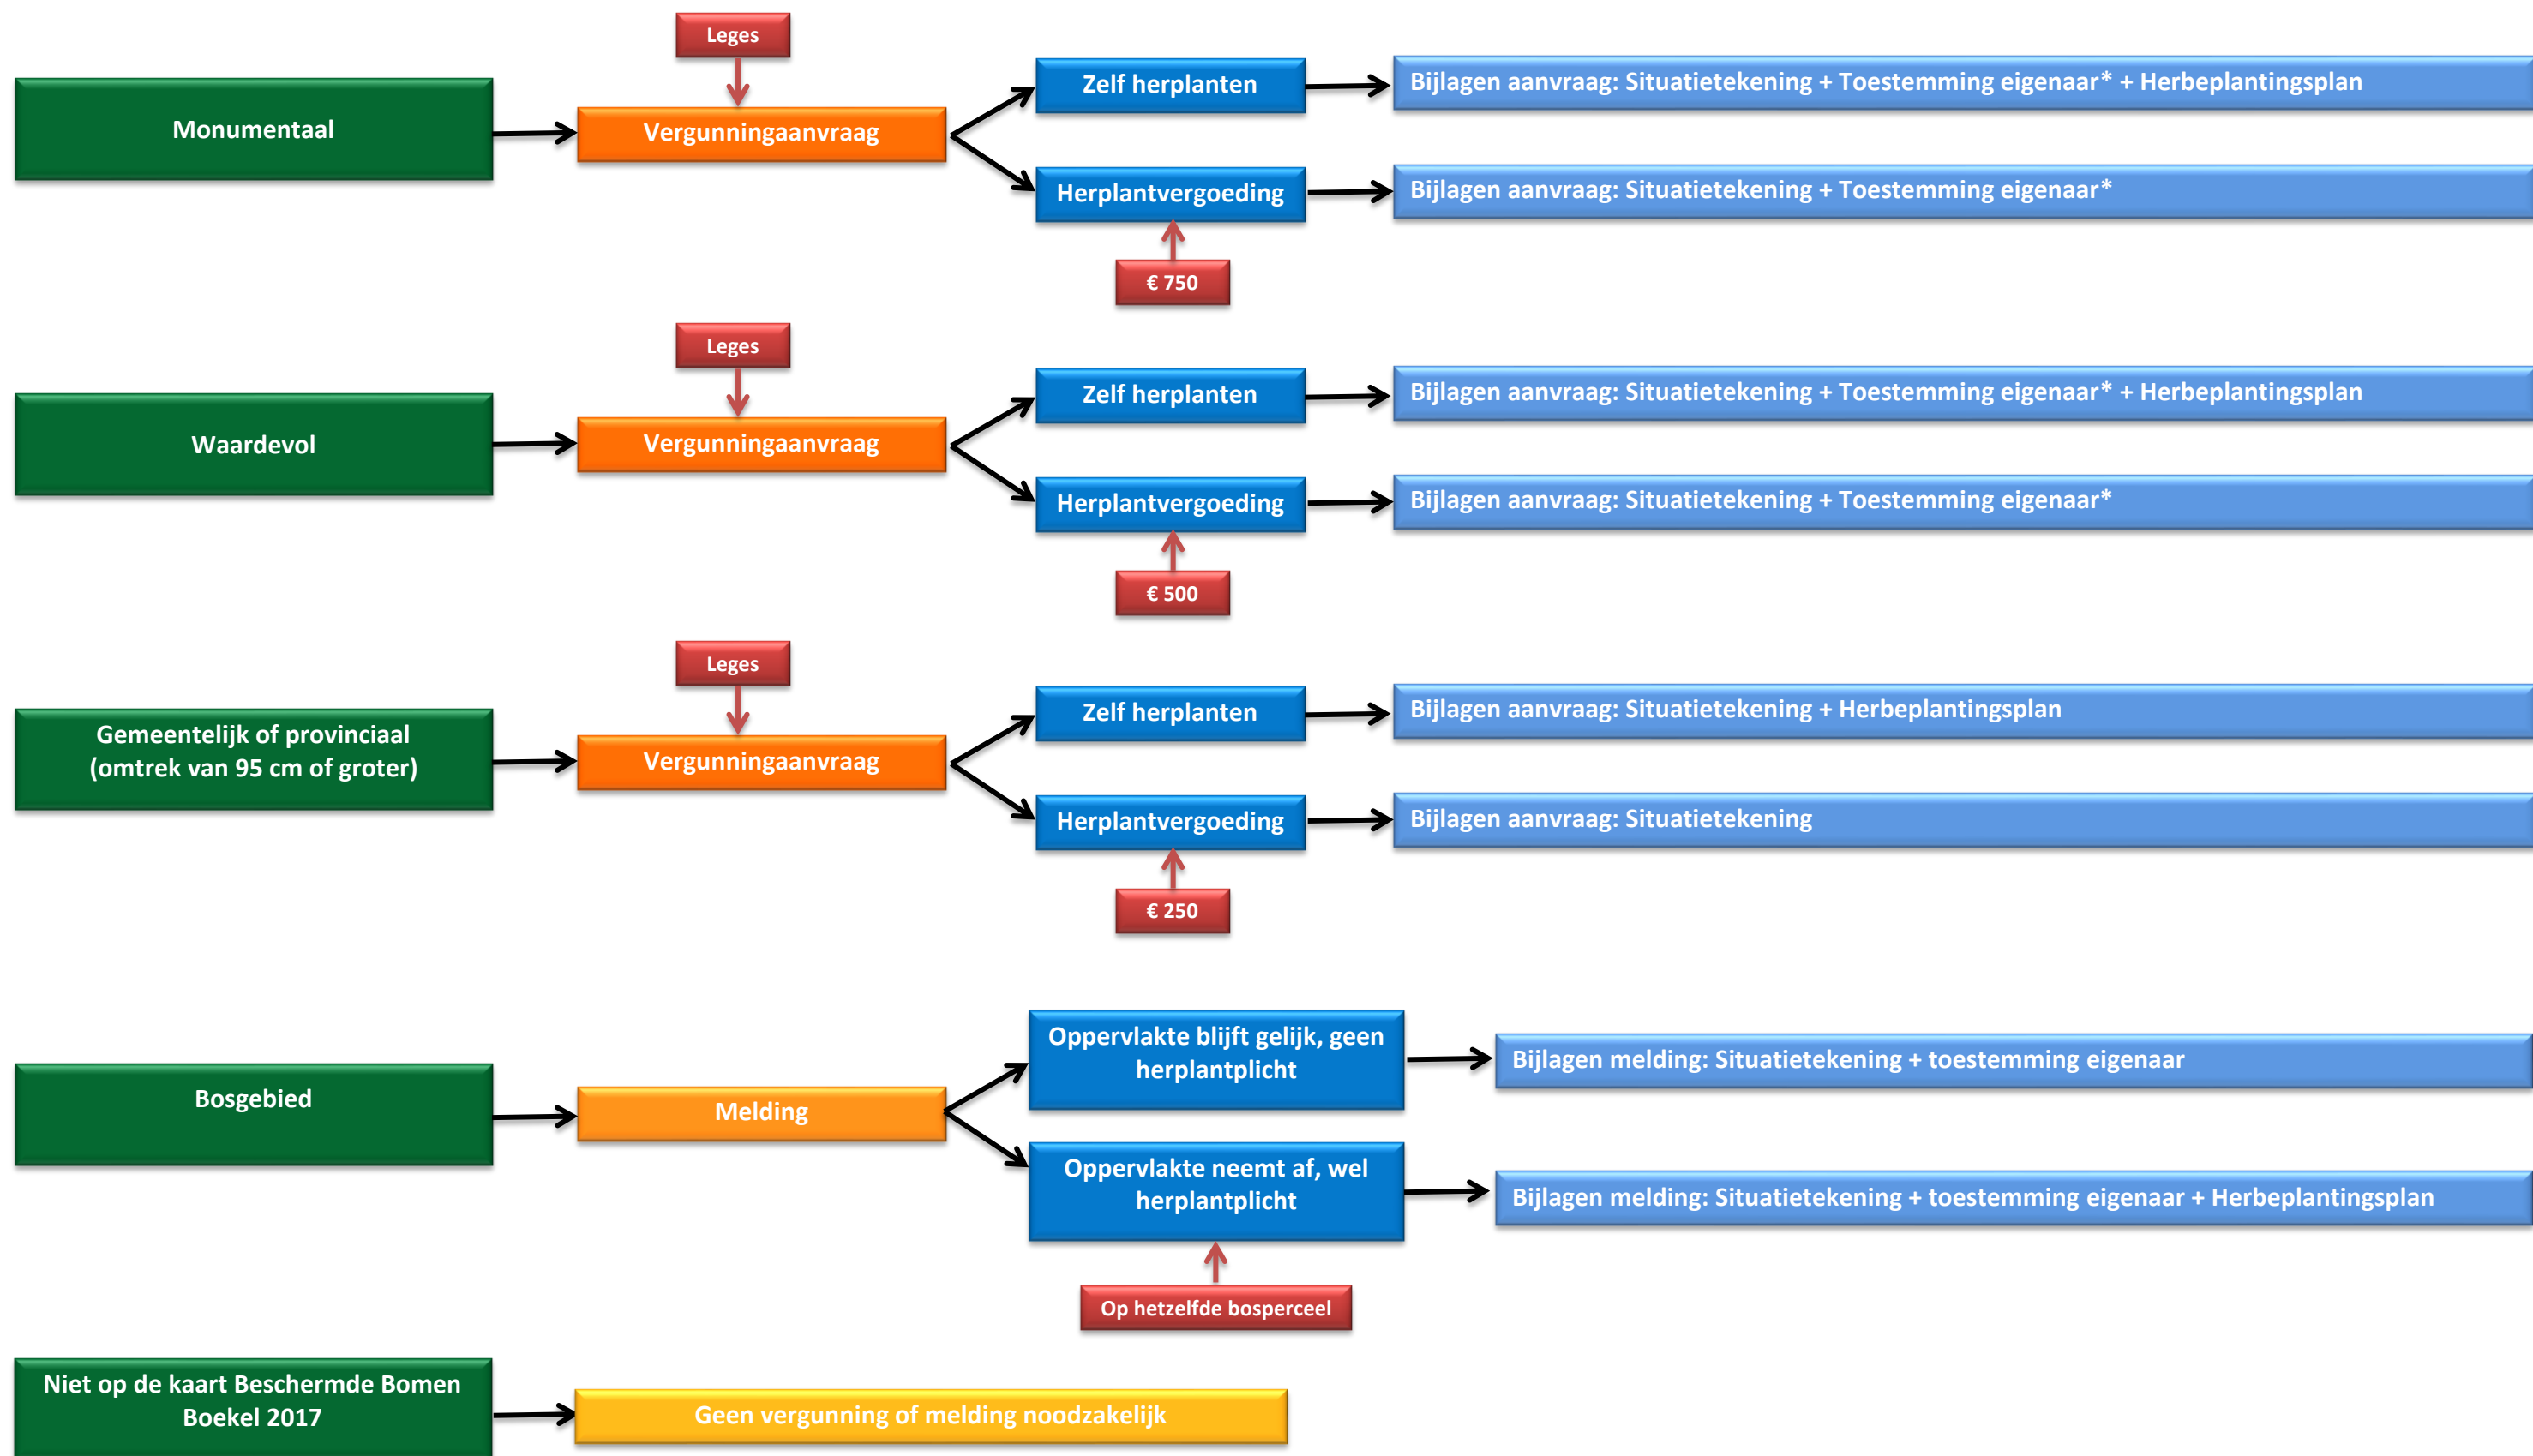 Leges
Monumentaal
Vergunningaanvraag
Zelf herplanten
Bijlagen aanvraag: Situatietekening + Toestemming eigenaar* + Herbeplantingsplan
Herplantvergoeding
Bijlagen aanvraag: Situatietekening + Toestemming eigenaar*
€ 750
Leges
Waardevol
Vergunningaanvraag
Zelf herplanten
Bijlagen aanvraag: Situatietekening + Toestemming eigenaar* + Herbeplantingsplan
Herplantvergoeding
Bijlagen aanvraag: Situatietekening + Toestemming eigenaar*
€ 500
Leges
Gemeentelijk of provinciaal
(omtrek van 95 cm of groter)
Vergunningaanvraag
Zelf herplanten
Bijlagen aanvraag: Situatietekening + Herbeplantingsplan
Herplantvergoeding
Bijlagen aanvraag: Situatietekening
€ 250
Bosgebied
Melding
Oppervlakte blijft gelijk, geen
herplantplicht
Bijlagen melding: Situatietekening + toestemming eigenaar
Oppervlakte neemt af, wel
herplantplicht
Bijlagen melding: Situatietekening + toestemming eigenaar + Herbeplantingsplan
Op hetzelfde bosperceel
Niet op de kaart Beschermde Bomen
Boekel 2017
Geen vergunning of melding noodzakelijk